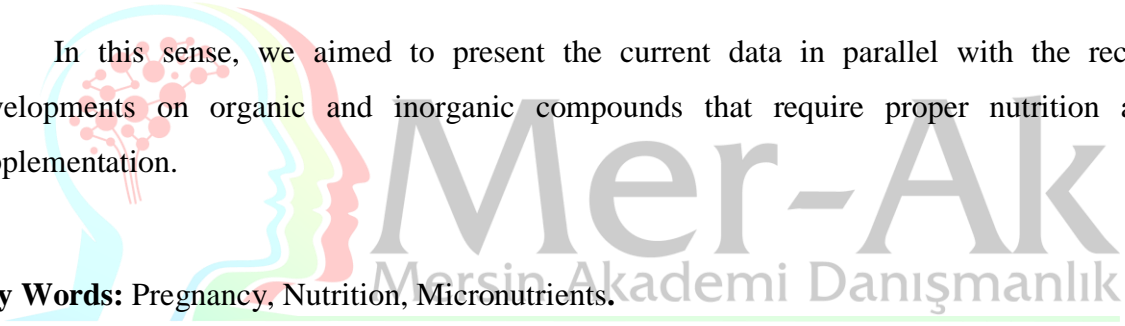 In this sense, we aimed to present the current data in parallel with the rec
velopments on organic and inorganic compounds that require proper nutrition a
pplementation.
Mer-Ak
Mersin Akademi Danışmanlık
y Words: Pregnancy, Nutrition, Micronutrients.